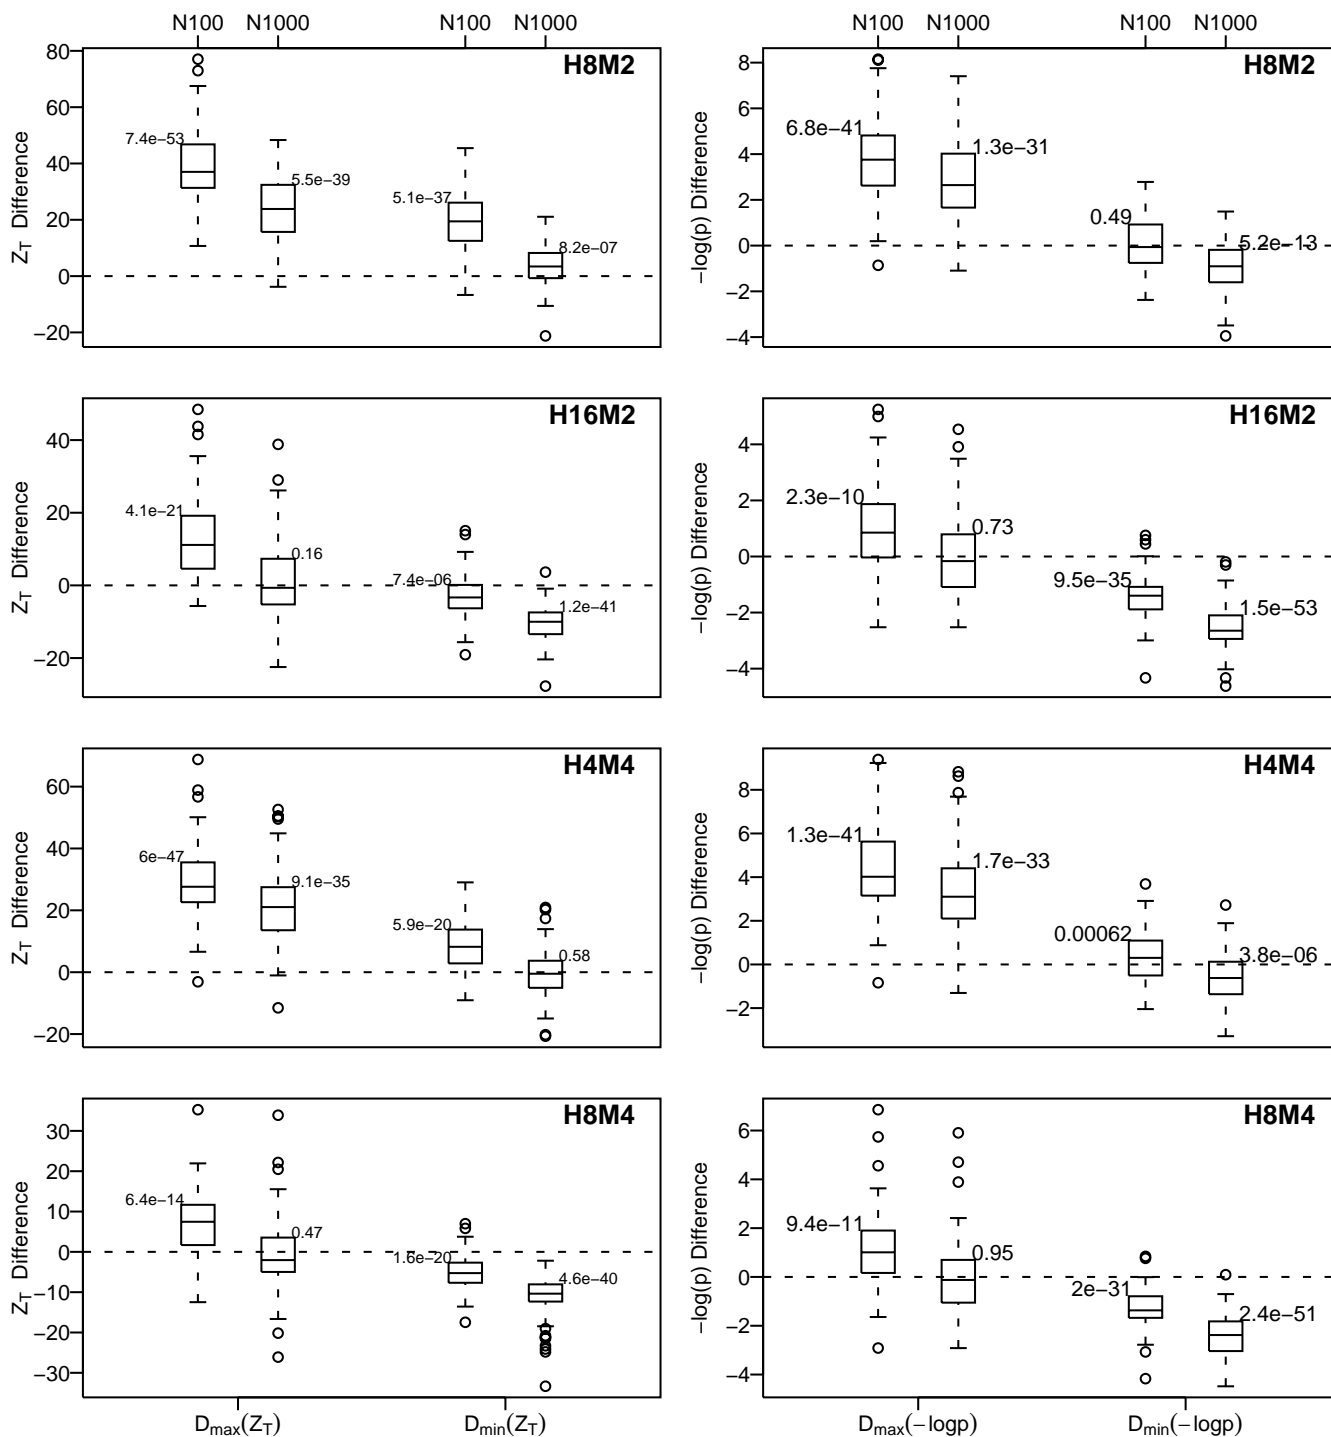 N100 N1000 N100 N1000
N100 N1000 N100 N1000
H8M2
Z_T Difference
80
60
40
20
0
−20
7.4e−53
5.5e−39
5.1e−37
8.2e−07
H8M2
−log(p) Difference
8
6
4
2
0
−2
−4
6.8e−41
1.3e−31
0.49
5.2e−13
H16M2
Z_T Difference
40
20
0
−20
4.1e−21
0.16
7.4e−06
1.2e−41
H16M2
−log(p) Difference
4
2
0
−2
−4
2.3e−10
0.73
9.5e−35
1.5e−53
H4M4
Z_T Difference
60
40
20
0
−20
6e−47
9.1e−35
5.9e−20
0.58
H4M4
−log(p) Difference
8
6
4
2
0
−2
1.3e−41
1.7e−33
0.00062
3.8e−06
H8M4
Z_T Difference
30
20
10
0
−10
−20
−30
6.4e−14
0.47
1.6e−20
4.6e−40
H8M4
−log(p) Difference
6
4
2
0
−2
−4
9.4e−11
0.95
2e−31
2.4e−51
D_max(Z_T) D_min(Z_T)
D_max(−logp) D_min(−logp)